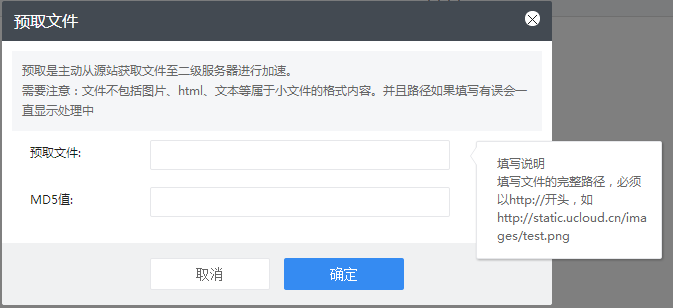 预取文件
预取是主动从源站获取文件至二级服务器进行加速。
需要注意：文件不包括图片、html、文本等属于小文件的格式内容。并且路径如果填写有误会一
直显示处理中
预取文件:
MD5值:
填写说明
填写文件的完整路径，必须
以http://开头，如
http://static.ucloud.cn/ima
ges/test.png
取消
确定